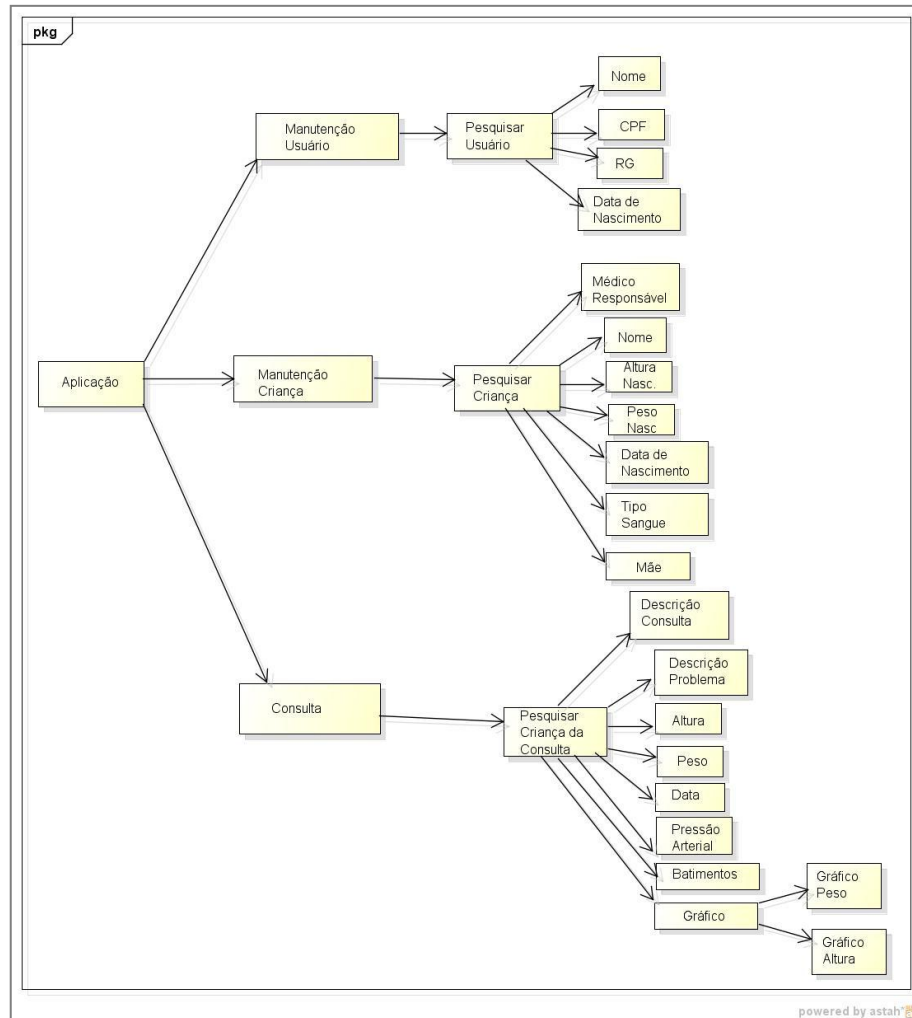 pkg
Nome
Manutenção
Usuário
Pesquisar
Usuário
CPF
RG
Data de
Nascimento
Médico
Responsável
Nome
Aplicação
Manutenção
Criança
Pesquisar
Criança
Altura
Nasc.
Peso
Nasc
Data de
Nascimento
Tipo
Sangue
Mãe
Descrição
Consulta
Descrição
Problema
Consulta
Pesquisar
Criança da
Consulta
Altura
Peso
Data
Pressão
Arterial
Batimentos
Gráfico
Gráfico
Peso
Gráfico
Altura
powered by astah*